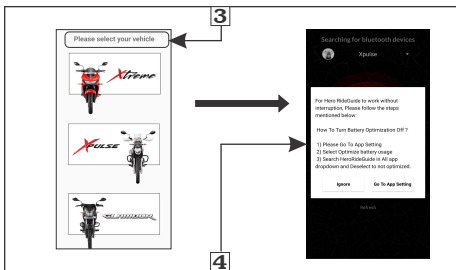 3
Please select your vehicle
Xtreme
XPULSE
Searching for bluetooth devices
Xpulse
For Hero RideGuide to work without
interruption, Please follow the steps
mentioned below:
How To Turn Battery Optimization Off ?
1) Please Go To App Setting
2) Select Optimize battery usage
3) Search HeroRideGuide in All app
dropdown and Deselect to not optimized.
Ignore
Go To App Setting
Refresh
4